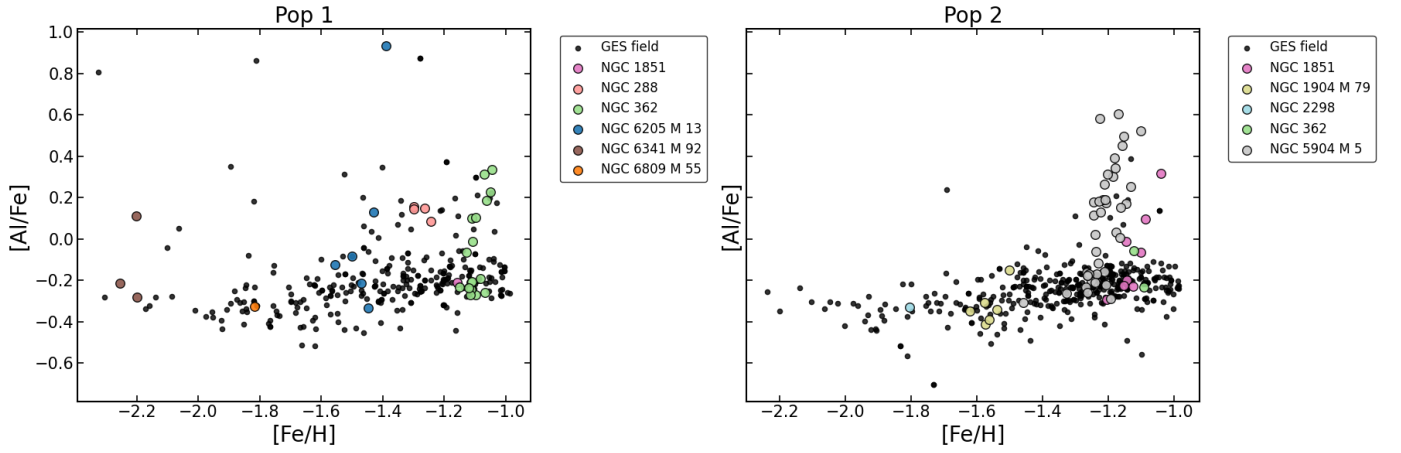 Pop 1
1.0
0.8
0.6
0.4
0.2
0.0
−0.2
−0.4
−0.6
[Al/Fe]
−2.2 −2.0 −1.8 −1.6 −1.4 −1.2 −1.0
[Fe/H]
GES field
NGC 1851
NGC 288
NGC 362
NGC 6205 M 13
NGC 6341 M 92
NGC 6809 M 55
Pop 2
[Al/Fe]
−2.2 −2.0 −1.8 −1.6 −1.4 −1.2 −1.0
[Fe/H]
GES field
NGC 1851
NGC 1904 M 79
NGC 2298
NGC 362
NGC 5904 M 5